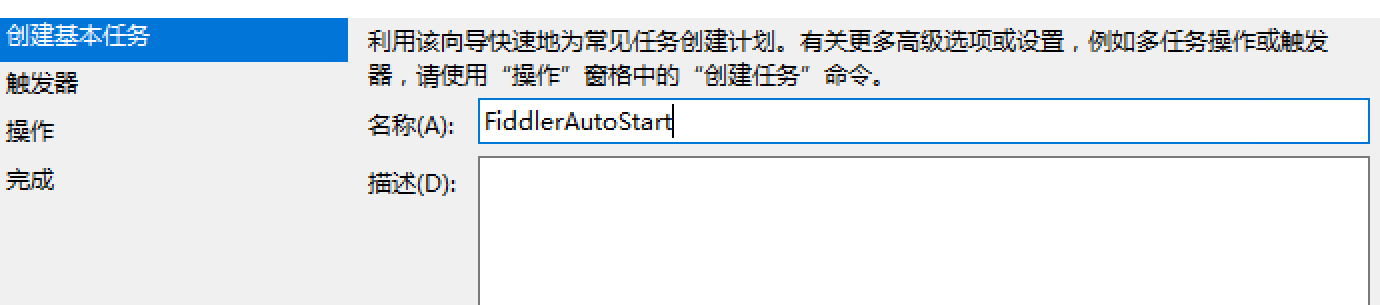 创建基本任务
触发器
操作
完成
利用该向导快速地为常见任务创建计划。有关更多高级选项或设置，例如多任务操作或触发
器，请使用“操作”窗格中的“创建任务”命令。
名称(A): FiddlerAutoStart
描述(D):